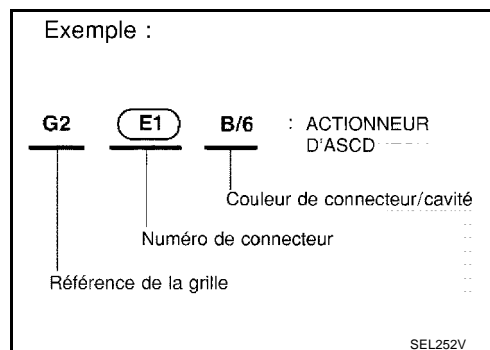 Exemple :
G2 E1 B/6 : ACTIONNEUR
D'ASCD
Couleur de connecteur/cavité
Numéro de connecteur
Référence de la grille
SEL252V